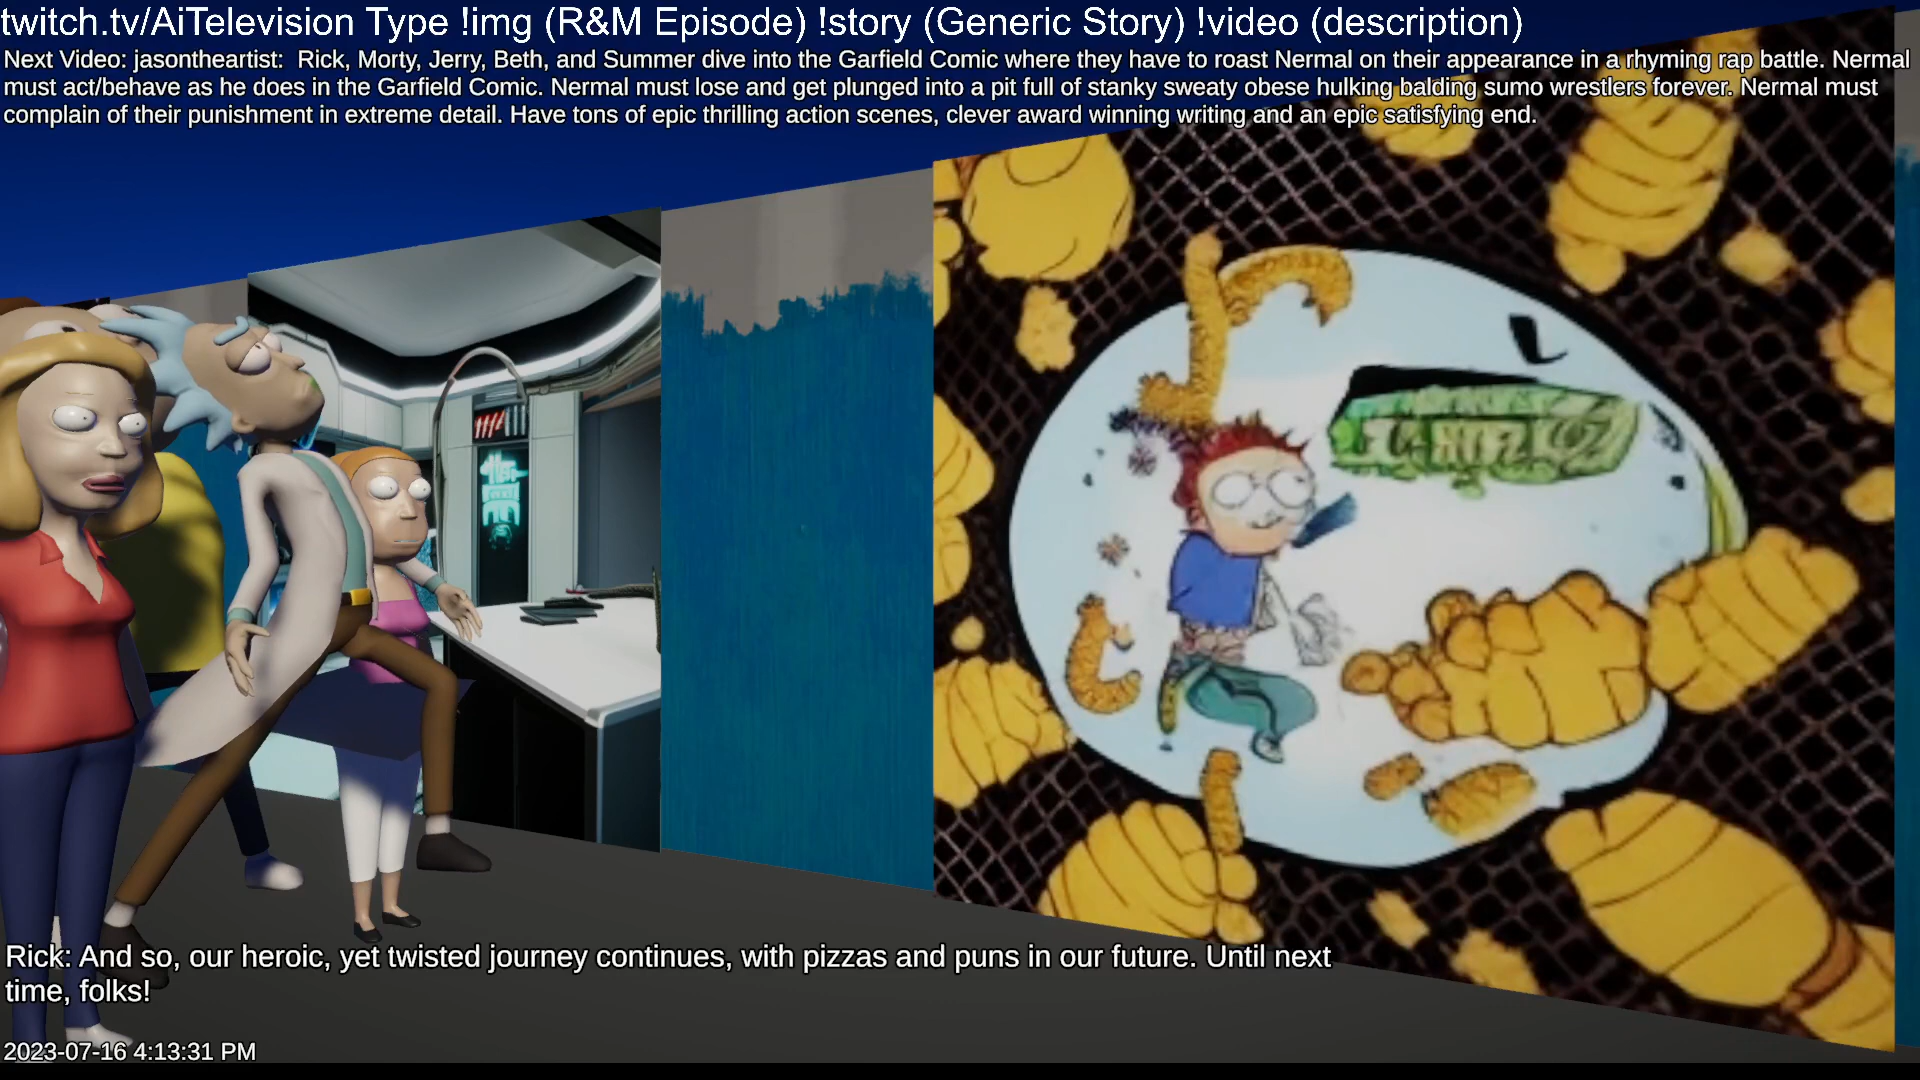 twitch.tv/AiTelevision Type !img (R&M Episode) !story (Generic Story) !video (description)
Next Video: jasontheartist:  Rick, Morty, Jerry, Beth, and Summer dive into the Garfield Comic where they have to roast Nermal on their appearance in a rhyming rap battle. Nermal
must act/behave as he does in the Garfield Comic. Nermal must lose and get plunged into a pit full of stanky sweaty obese hulking balding sumo wrestlers forever. Nermal must
complain of their punishment in extreme detail. Have tons of epic thrilling action scenes, clever award winning writing and an epic satisfying end.
Rick: And so, our heroic, yet twisted journey continues, with pizzas and puns in our future. Until next
time, folks!
2023-07-16 4:13:31 PM